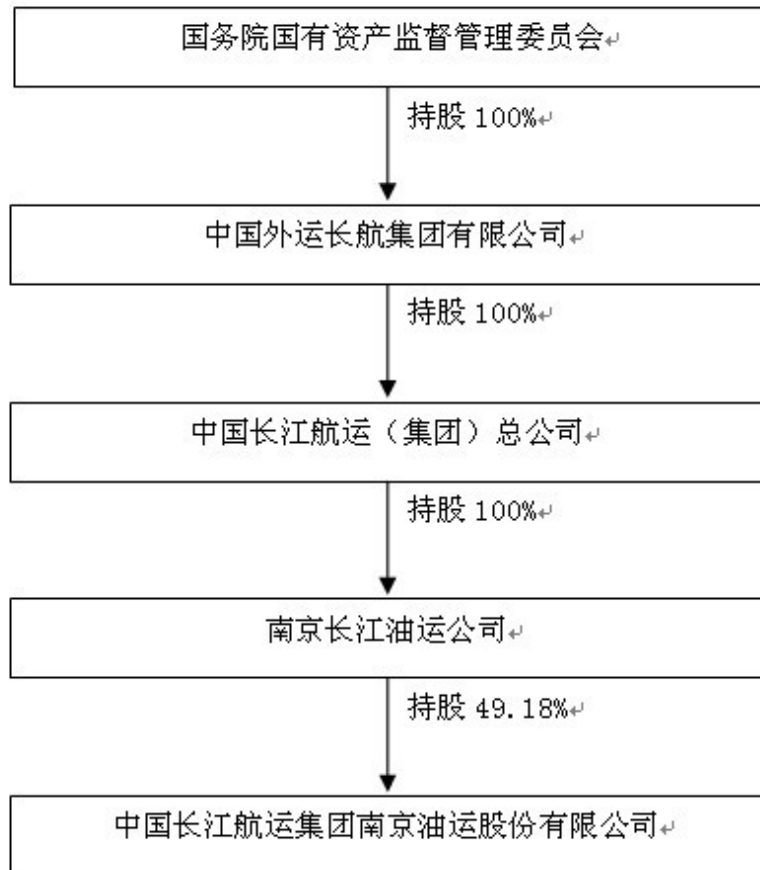 国务院国有资产监督管理委员会↵
持股 100%↵
中国外运长航集团有限公司↵
持股 100%↵
中国长江航运（集团）总公司↵
持股 100%↵
南京长江油运公司↵
持股 49.18%↵
中国长江航运集团南京油运股份有限公司↵